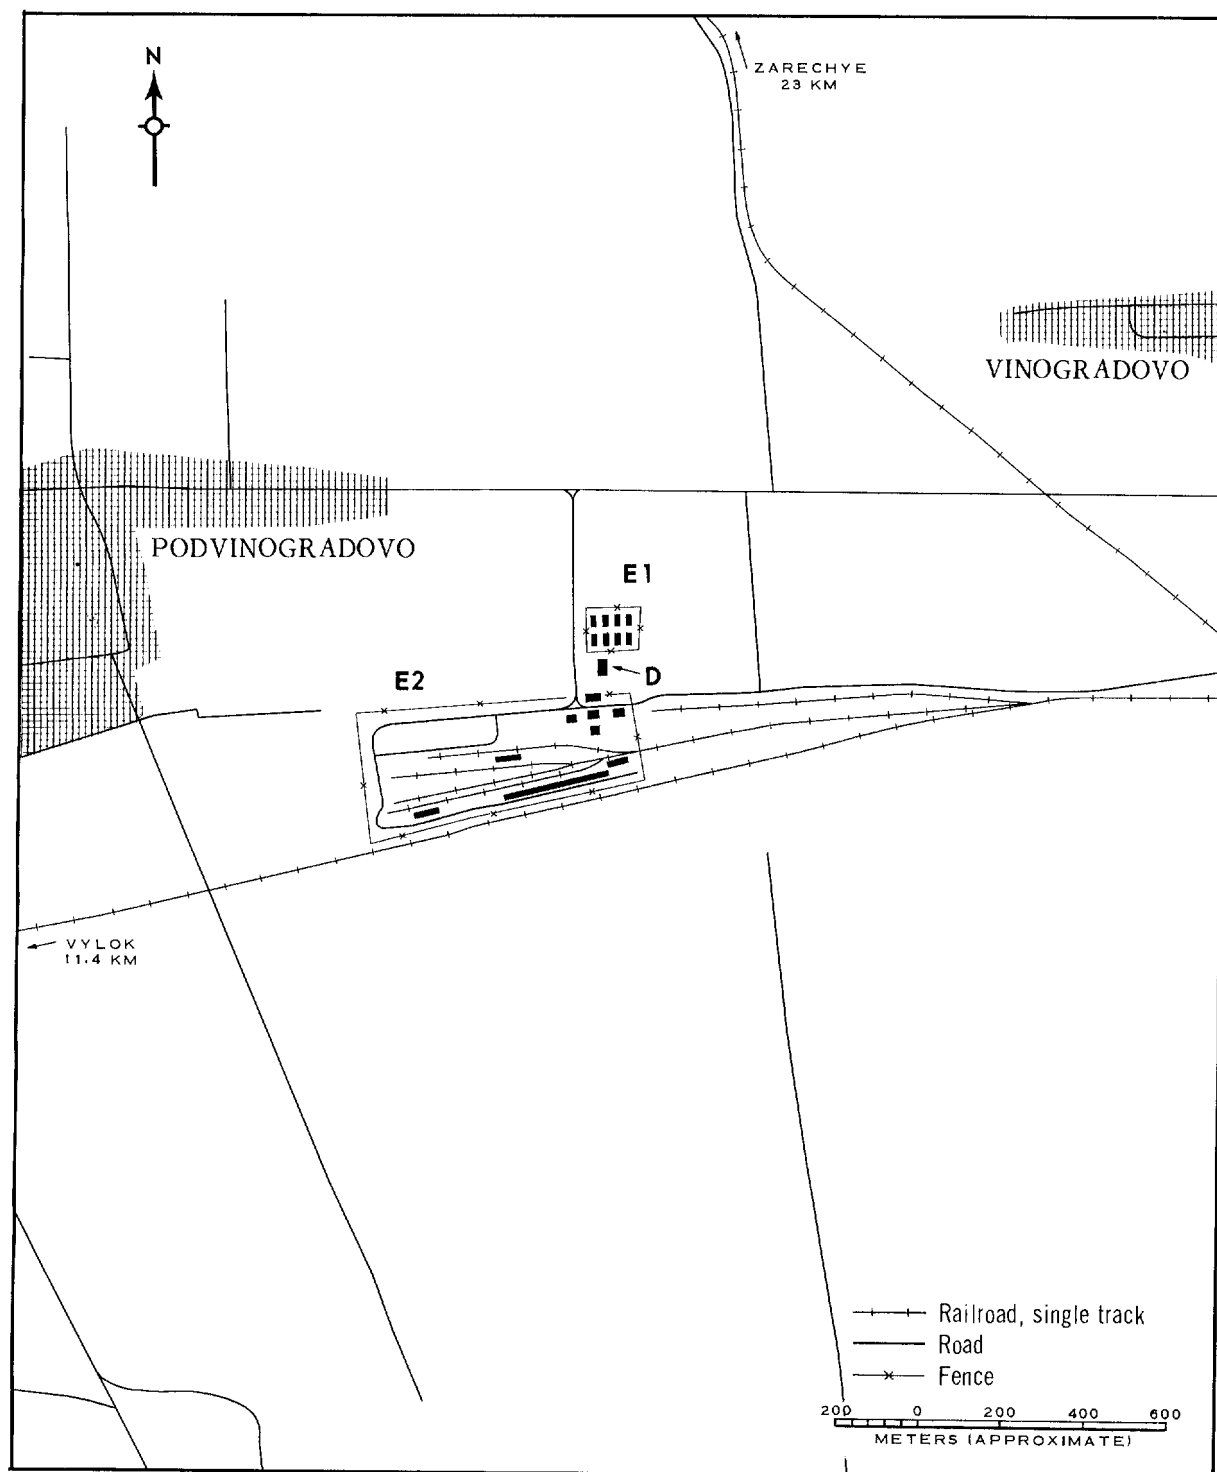 N
ZARECHYE
23 KM
VINOGRADOVO
PODVINOGRADOVO
E1
D
E2
VYLOK
11.4 KM
Railroad, single track
Road
Fence
200 0 200 400 600
METERS (APPROXIMATE)